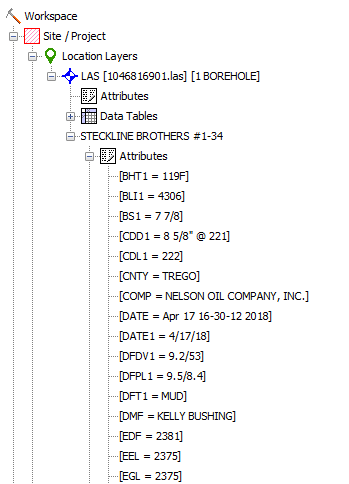 Workspace
Site / Project
Location Layers
LAS [1046816901.las] [1 BOREHOLE]
Attributes
Data Tables
STECKLINE BROTHERS #1-34
Attributes
[BHT1 = 119F]
[BLI1 = 4306]
[BS1 = 7 7/8]
[CDD1 = 8 5/8" @ 221]
[CDL1 = 222]
[CNTY = TREGO]
[COMP = NELSON OIL COMPANY, INC.]
[DATE = Apr 17 16-30-12 2018]
[DATE1 = 4/17/18]
[DFDV1 = 9.2/53]
[DFPL1 = 9.5/8.4]
[DFT1 = MUD]
[DMF = KELLY BUSHING]
[EDF = 2381]
[EEL = 2375]
[EGL = 2375]